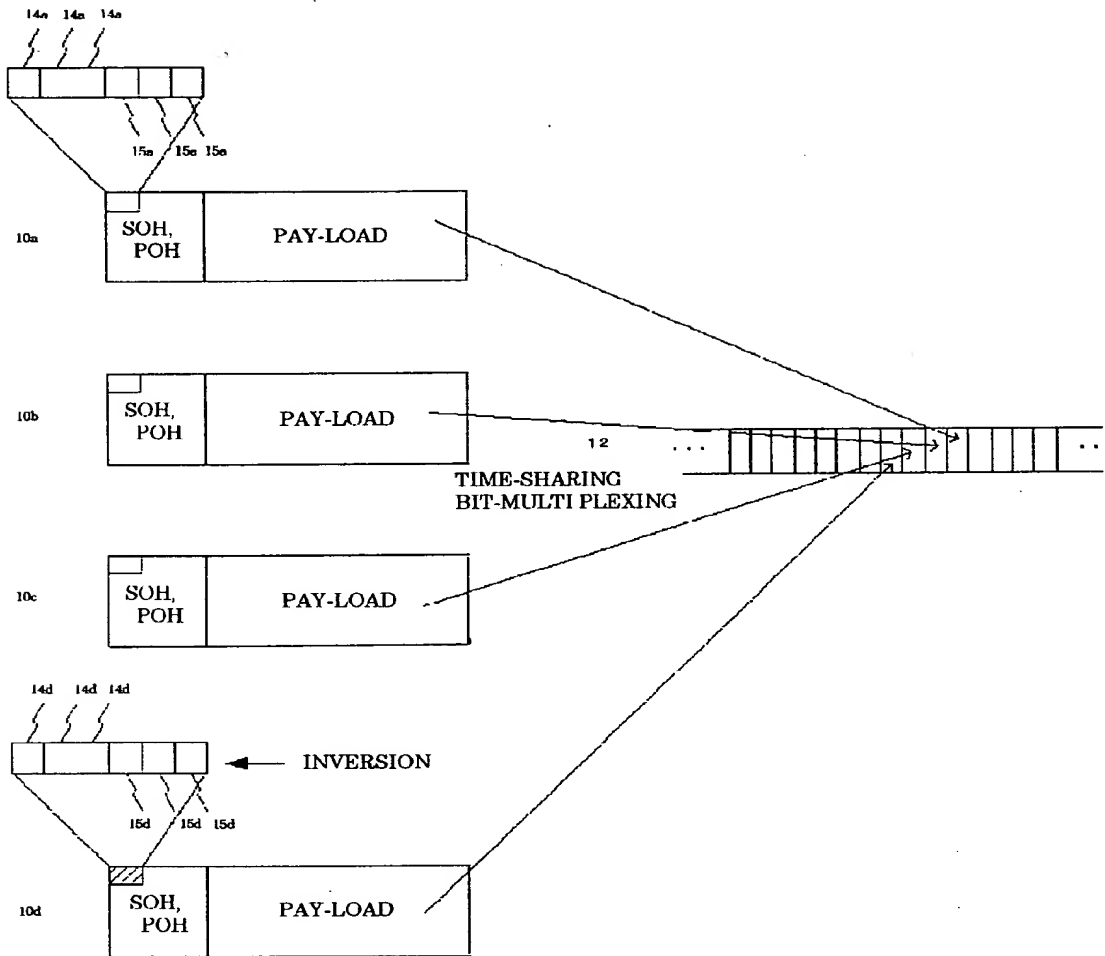 14a 14a 14a
15a 15a 15a
10a
SOH,
POH
PAY-LOAD
10b
SOH,
POH
PAY-LOAD
12
...
..
TIME-SHARING
BIT-MULTI PLEXING
10c
SOH,
POH
PAY-LOAD
14d 14d 14d
INVERSION
15d 15d 15d
10d
SOH,
POH
PAY-LOAD